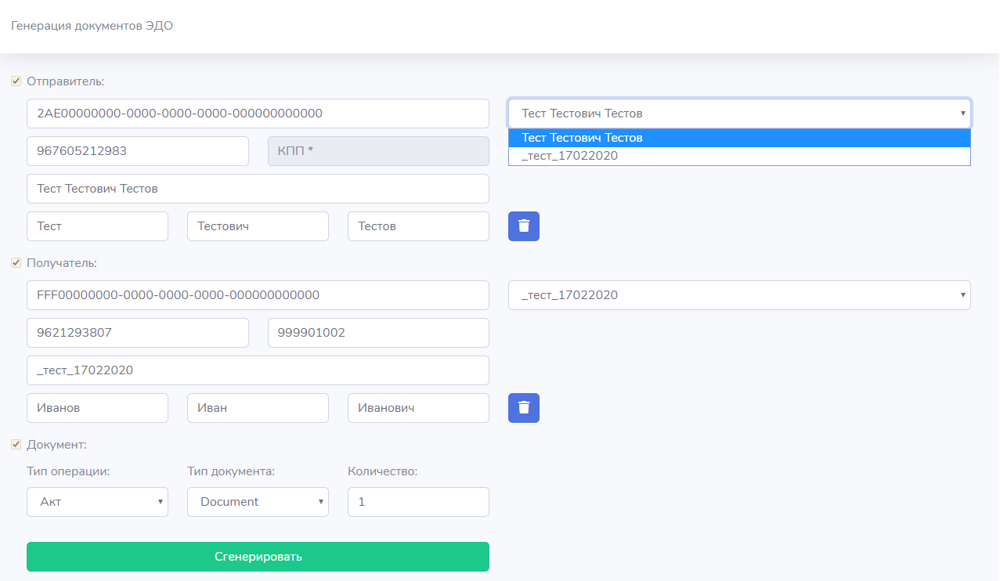 Генерация документов ЭДО
Отправитель:
2AE00000000-0000-0000-0000-000000000000
Тест Тестович Тестов
Тест Тестович Тестов
_тест_17022020
967605212983
КПП *
Тест Тестович Тестов
Тест
Тестович
Тестов
Получатель:
FFF00000000-0000-0000-0000-000000000000
_тест_17022020
9621293807
999901002
_тест_17022020
Иванов
Иван
Иванович
Документ:
Тип операции:
Тип документа:
Количество:
Акт
Document
1
Сгенерировать